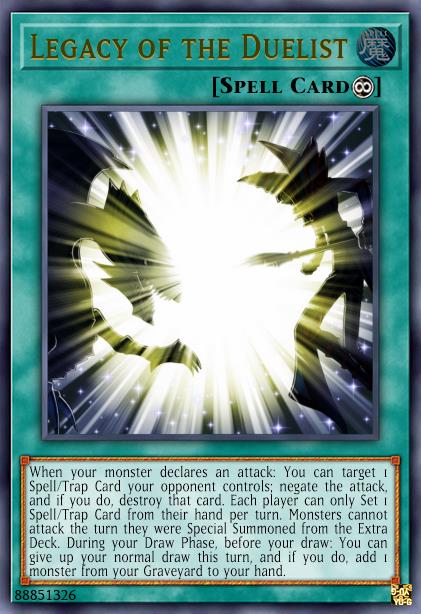 LEGACY OF THE DUELIST 魔
[SPELL CARD]
When your monster declares an attack: You can target 1
Spell/Trap Card your opponent controls; negate the attack,
and if you do, destroy that card. Each player can only Set 1
Spell/Trap Card from their hand per turn. Monsters cannot
attack the turn they were Special Summoned from the Extra
Deck. During your Draw Phase, before your draw: You can
give up your normal draw this turn, and if you do, add 1
monster from your Graveyard to your hand.
88851326